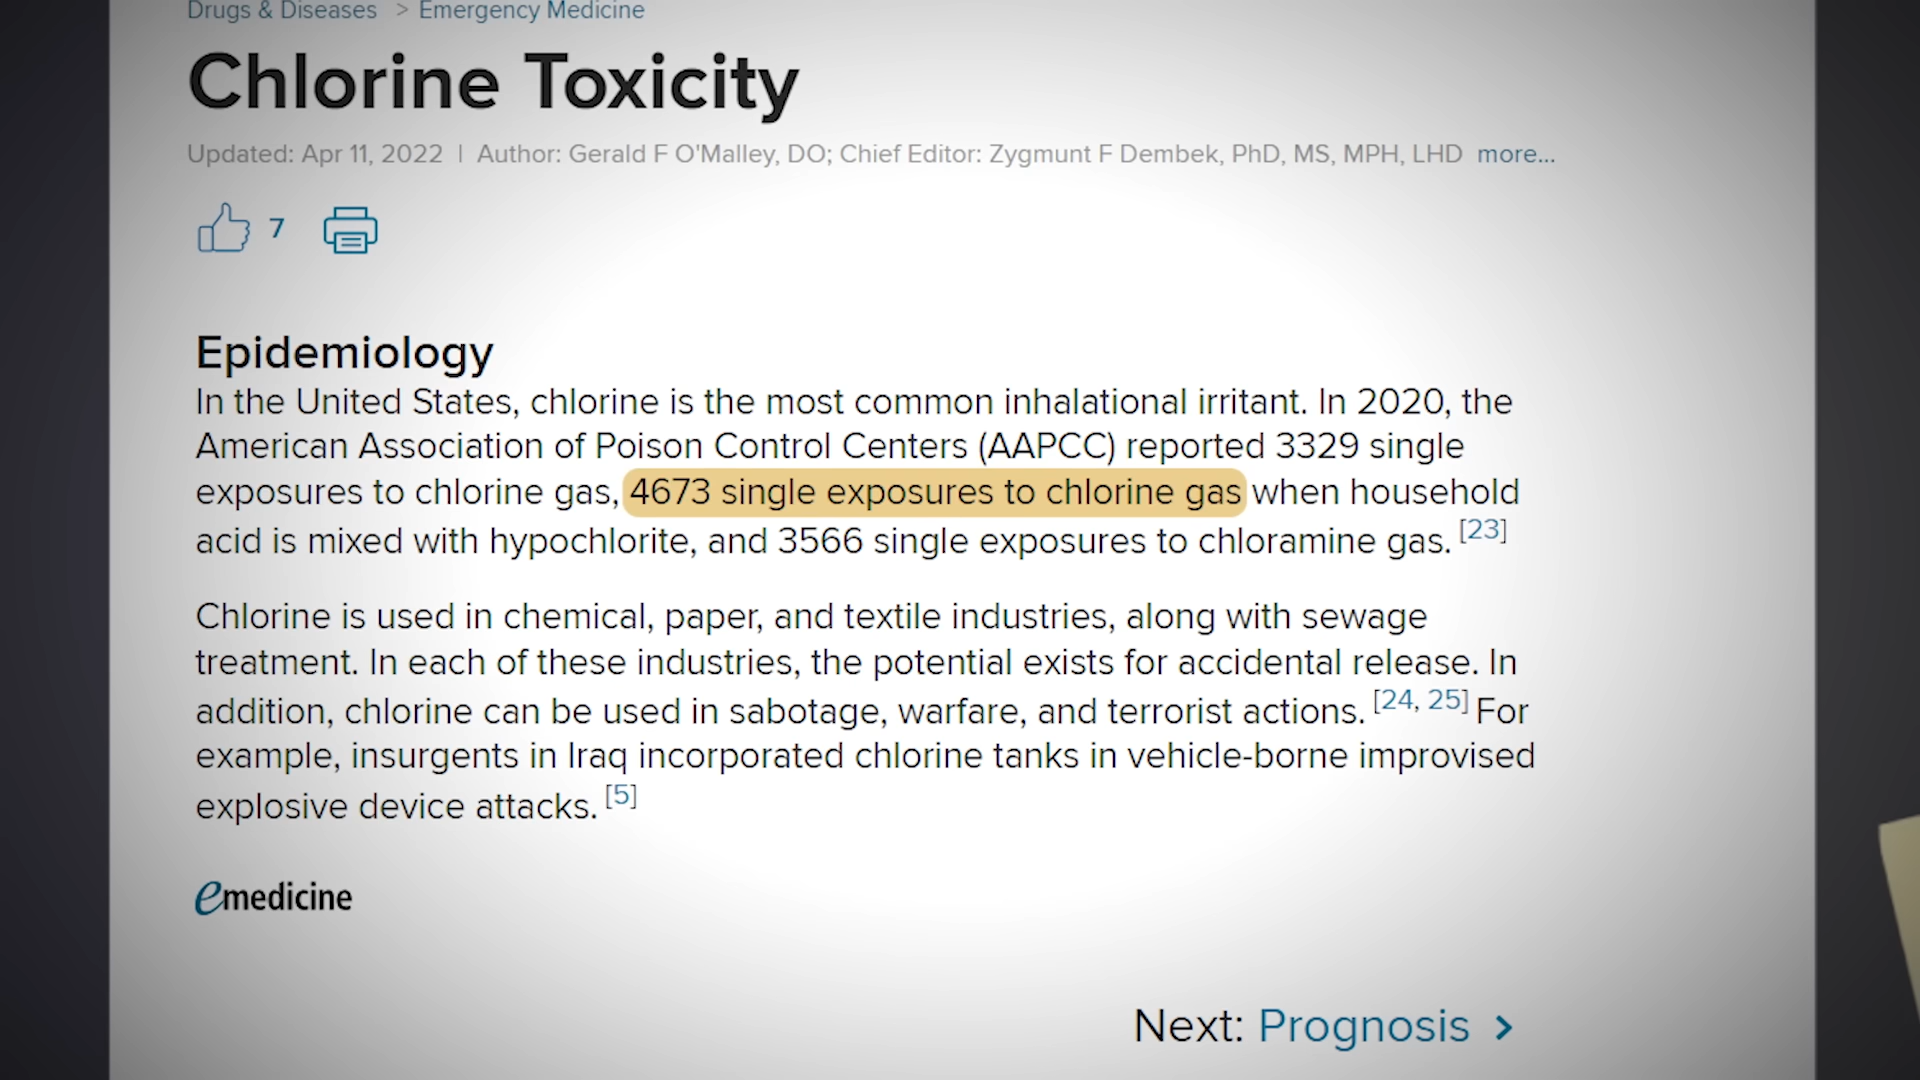 Drugs & Diseases > Emergency Medicine
Chlorine Toxicity
Updated: Apr 11, 2022 | Author: Gerald F O'Malley, DO; Chief Editor: Zygmunt F Dembek, PhD, MS, MPH, LHD more...
7
Epidemiology
In the United States, chlorine is the most common inhalational irritant. In 2020, the
American Association of Poison Control Centers (AAPCC) reported 3329 single
exposures to chlorine gas, 4673 single exposures to chlorine gas when household
acid is mixed with hypochlorite, and 3566 single exposures to chloramine gas. [23]
Chlorine is used in chemical, paper, and textile industries, along with sewage
treatment. In each of these industries, the potential exists for accidental release. In
addition, chlorine can be used in sabotage, warfare, and terrorist actions. [24, 25] For
example, insurgents in Iraq incorporated chlorine tanks in vehicle-borne improvised
explosive device attacks. [5]
emedicine
Next: Prognosis >